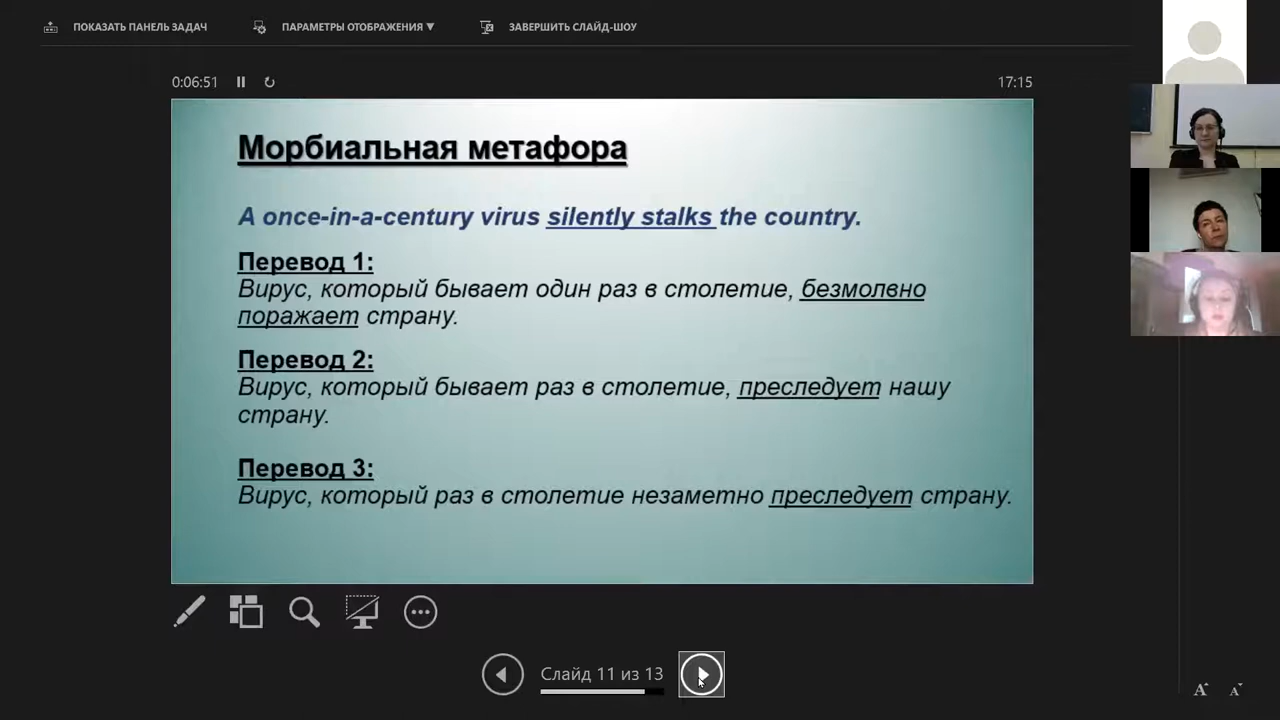 ПОКАЗАТЬ ПАНЕЛЬ ЗАДАЧ
ПАРАМЕТРЫ ОТОБРАЖЕНИЯ ▼
ЗАВЕРШИТЬ СЛАЙД-ШОУ
0:06:51
17:15
Морбиальная метафора
A once-in-a-century virus silently stalks the country.
Перевод 1:
Вирус, который бывает один раз в столетие, безмолвно
поражает страну.
Перевод 2:
Вирус, который бывает раз в столетие, преследует нашу
страну.
Перевод 3:
Вирус, который раз в столетие незаметно преследует страну.
Слайд 11 из 13
A A